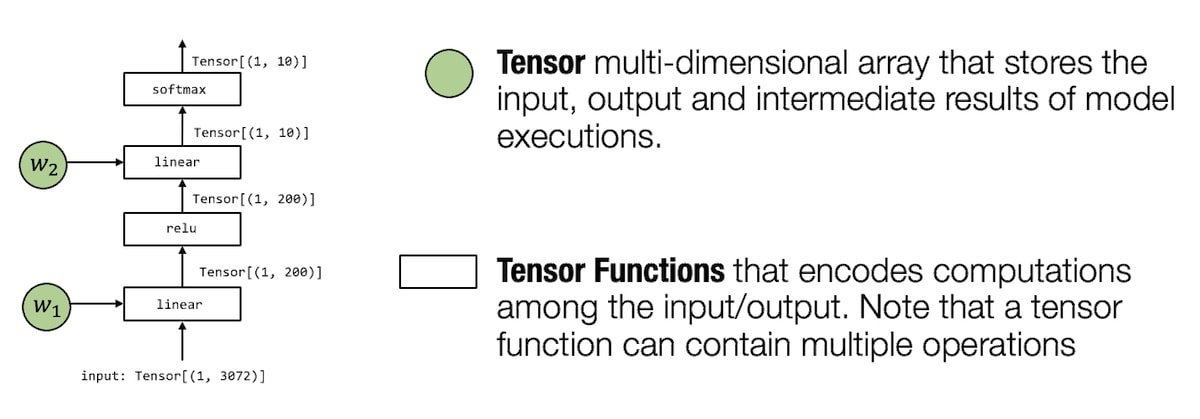 Tensor[(1, 10)]
softmax
Tensor[(1, 10)]
w2
linear
Tensor[(1, 200)]
relu
Tensor[(1, 200)]
w1
linear
input: Tensor[(1, 3072)]
Tensor multi-dimensional array that stores the
input, output and intermediate results of model
executions.
Tensor Functions that encodes computations
among the input/output. Note that a tensor
function can contain multiple operations